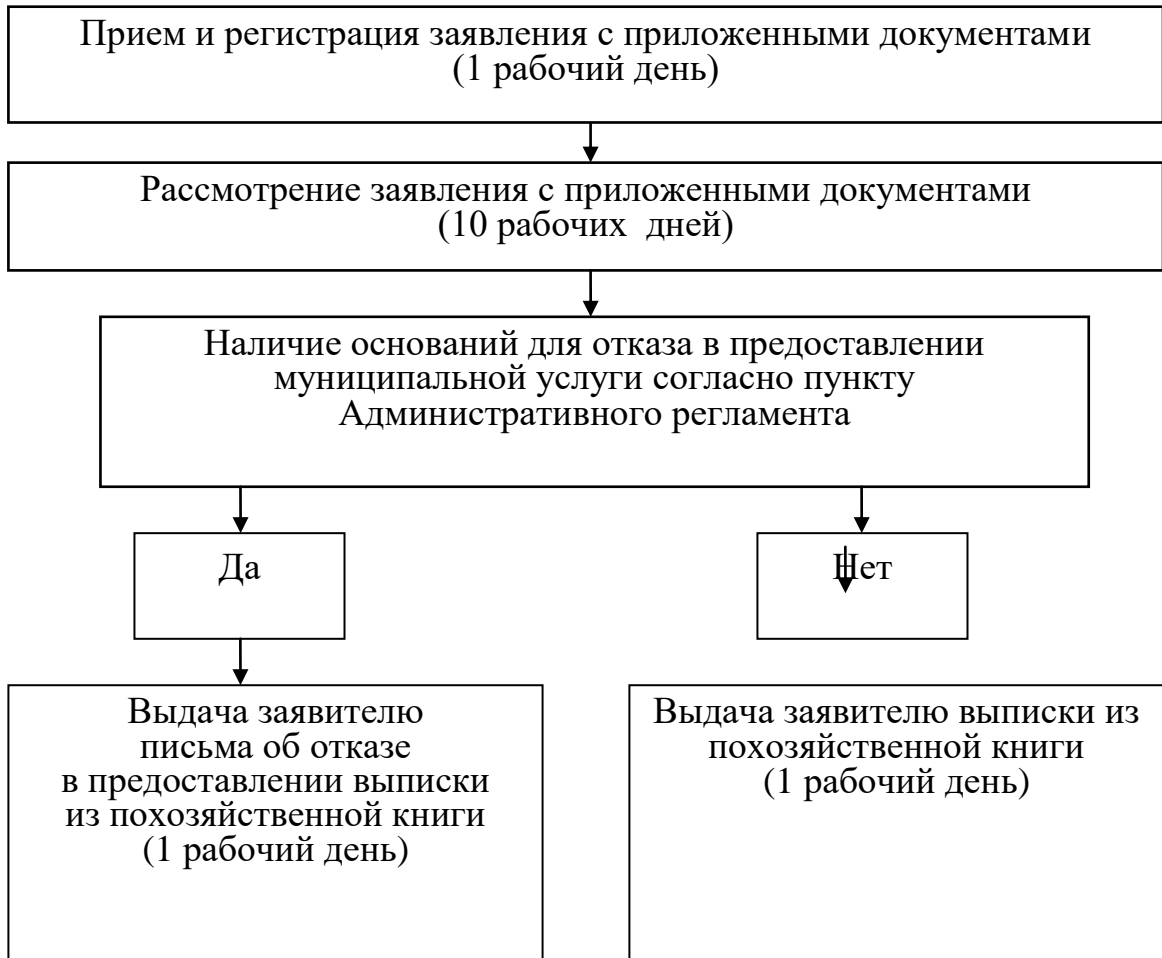 Прием и регистрация заявления с приложенными документами
(1 рабочий день)
Рассмотрение заявления с приложенными документами
(10 рабочих дней)
Наличие оснований для отказа в предоставлении
муниципальной услуги согласно пункту
Административного регламента
Да
Нет
Выдача заявителю
письма об отказе
в предоставлении выписки
из похозяйственной книги
(1 рабочий день)
Выдача заявителю выписки из
похозяйственной книги
(1 рабочий день)